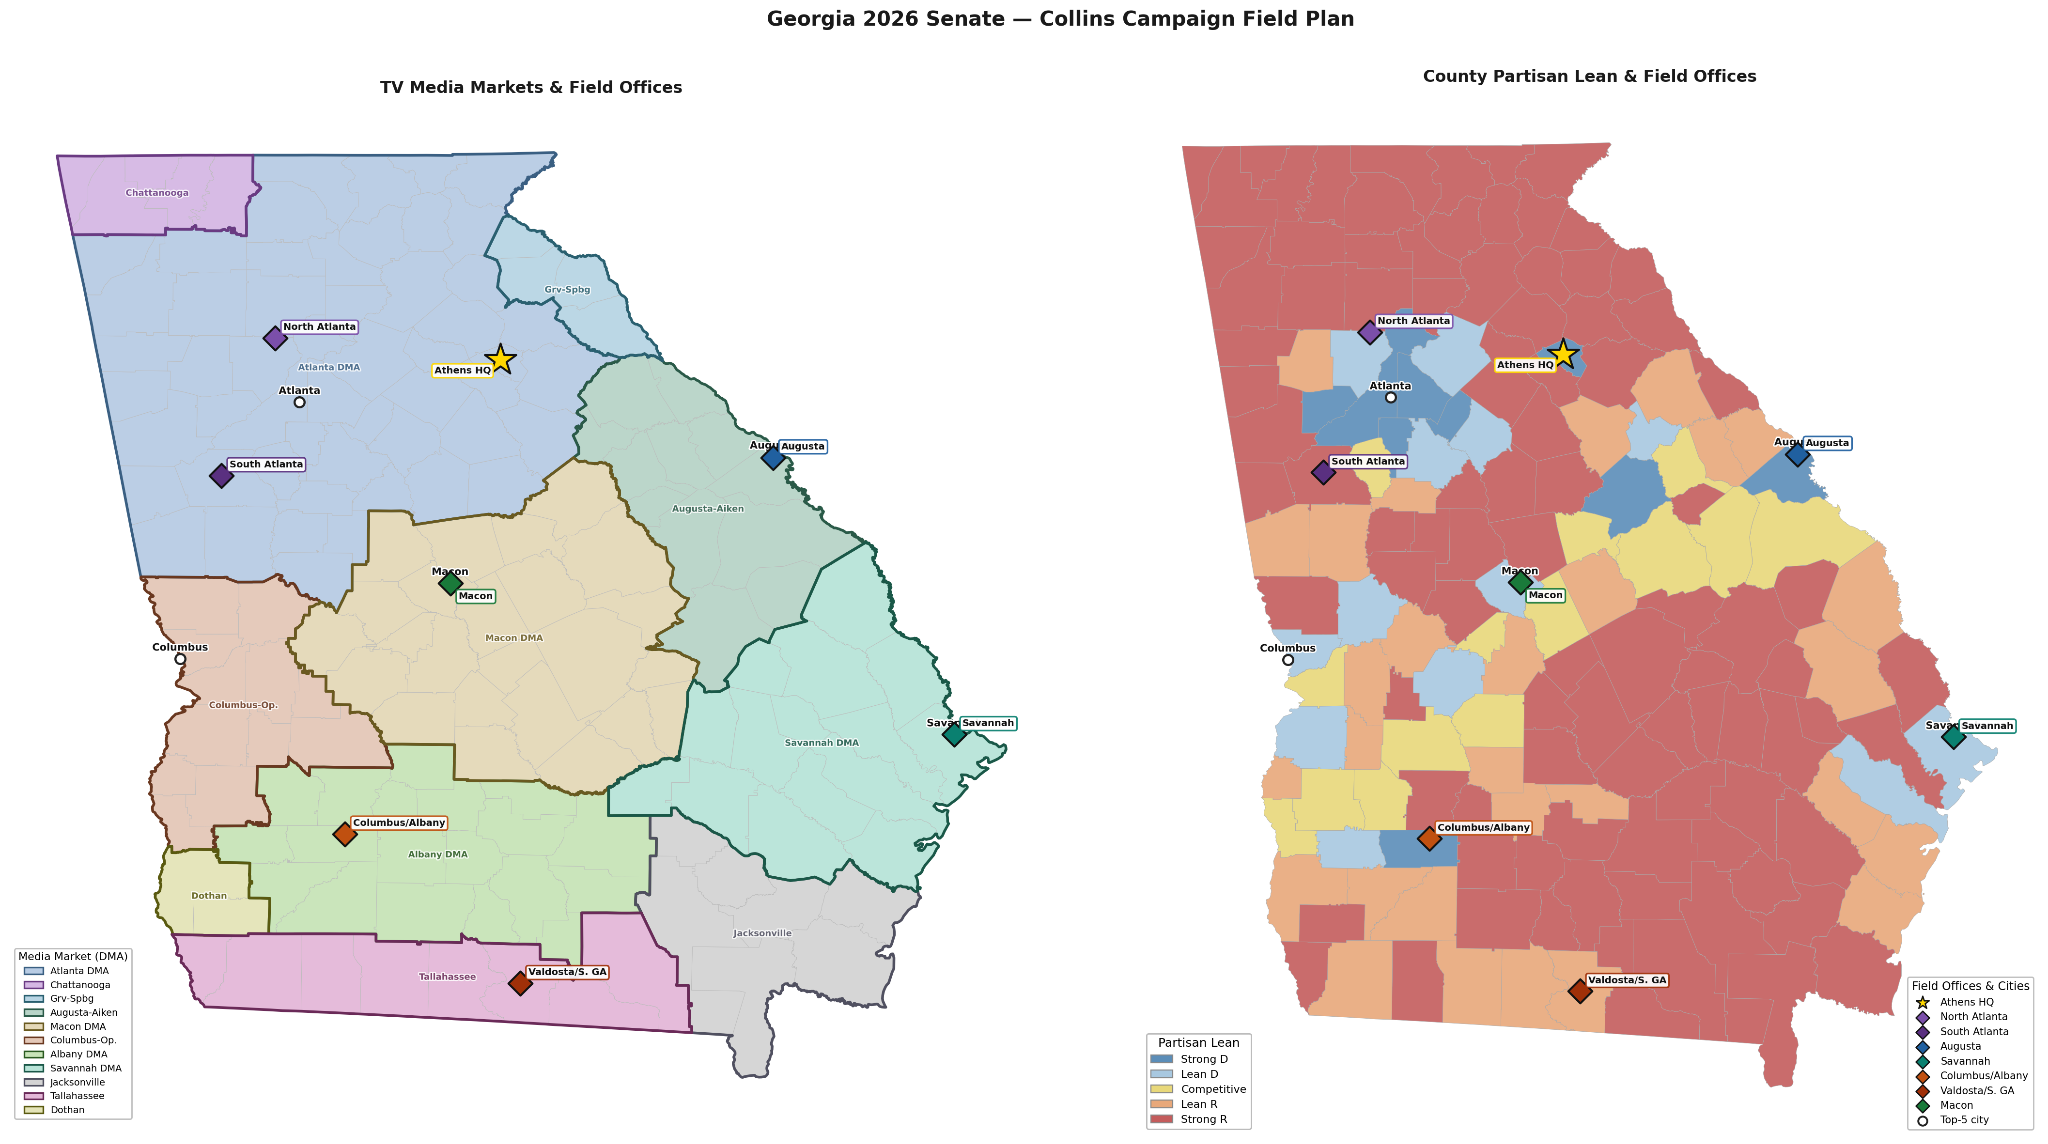 Georgia 2026 Senate — Collins Campaign Field Plan
TV Media Markets & Field Offices
Chattanooga
Grv-Spbg
North Atlanta
Atlanta DMA
Athens HQ
Atlanta
South Atlanta
Augusta
Augusta-Aiken
Macon
Macon
Macon DMA
Columbus
Columbus-Op.
Savannah
Savannah DMA
Columbus/Albany
Albany DMA
Dothan
Jacksonville
Tallahassee
Valdosta/S. GA
Media Market (DMA)
Atlanta DMA
Chattanooga
Grv-Spbg
Augusta-Aiken
Macon DMA
Columbus-Op.
Albany DMA
Savannah DMA
Jacksonville
Tallahassee
Dothan
County Partisan Lean & Field Offices
North Atlanta
Athens HQ
Atlanta
Augusta
South Atlanta
Macon
Macon
Columbus
Savannah
Columbus/Albany
Valdosta/S. GA
Partisan Lean
Strong D
Lean D
Competitive
Lean R
Strong R
Field Offices & Cities
Athens HQ
North Atlanta
South Atlanta
Augusta
Savannah
Columbus/Albany
Valdosta/S. GA
Macon
Top-5 city